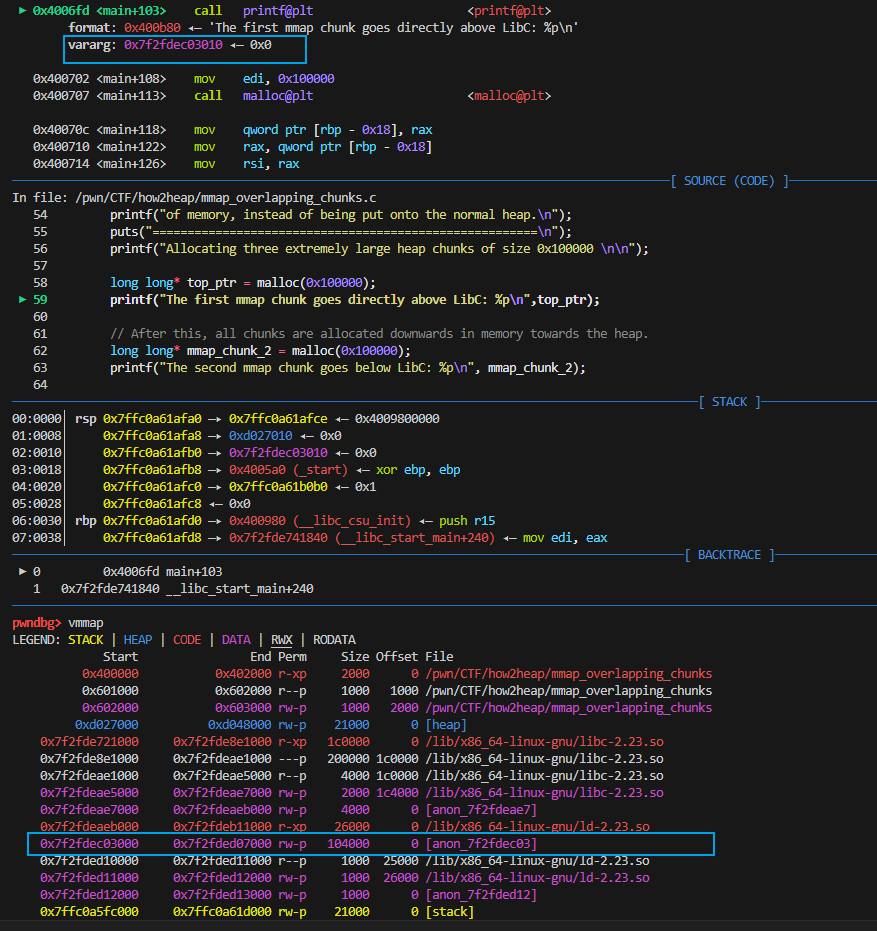 ► 0x4006fd <main+103>    call   printf@plt                      <printf@plt>
format: 0x400b80 ◂— 'The first mmap chunk goes directly above LibC: %p\n'
vararg: 0x7f2fdec03010 ◂— 0x0
0x400702 <main+108>    mov    edi, 0x100000
0x400707 <main+113>    call   malloc@plt                      <malloc@plt>
0x40070c <main+118>    mov    qword ptr [rbp - 0x18], rax
0x400710 <main+122>    mov    rax, qword ptr [rbp - 0x18]
0x400714 <main+126>    mov    rsi, rax
[ SOURCE (CODE) ]
In file: /pwn/CTF/how2heap/mmap_overlapping_chunks.c
54         printf("of memory, instead of being put onto the normal heap.\n");
55         puts("=======================================================\n");
56         printf("Allocating three extremely large heap chunks of size 0x100000 \n\n");
57
58         long long* top_ptr = malloc(0x100000);
► 59         printf("The first mmap chunk goes directly above LibC: %p\n",top_ptr);
60
61         // After this, all chunks are allocated downwards in memory towards the heap.
62         long long* mmap_chunk_2 = malloc(0x100000);
63         printf("The second mmap chunk goes below LibC: %p\n", mmap_chunk_2);
64
[ STACK ]
00:0000│ rsp 0x7ffc0a61afa0 —▸ 0x7ffc0a61afce ◂— 0x4009800000
01:0008│     0x7ffc0a61afa8 —▸ 0xd027010 ◂— 0x0
02:0010│     0x7ffc0a61afb0 —▸ 0x7f2fdec03010 ◂— 0x0
03:0018│     0x7ffc0a61afb8 —▸ 0x4005a0 (_start) ◂— xor ebp, ebp
04:0020│     0x7ffc0a61afc0 —▸ 0x7ffc0a61b0b0 ◂— 0x1
05:0028│     0x7ffc0a61afc8 ◂— 0x0
06:0030│ rbp 0x7ffc0a61afd0 —▸ 0x400980 (__libc_csu_init) ◂— push r15
07:0038│     0x7ffc0a61afd8 —▸ 0x7f2fde741840 (__libc_start_main+240) ◂— mov edi, eax
[ BACKTRACE ]
► 0         0x4006fd main+103
1   0x7f2fde741840 __libc_start_main+240
pwndbg> vmmap
LEGEND: STACK | HEAP | CODE | DATA | RWX | RODATA
Start                End Perm     Size Offset File
0x400000           0x402000 r-xp     2000      0 /pwn/CTF/how2heap/mmap_overlapping_chunks
0x601000           0x602000 r--p     1000   1000 /pwn/CTF/how2heap/mmap_overlapping_chunks
0x602000           0x603000 rw-p     1000   2000 /pwn/CTF/how2heap/mmap_overlapping_chunks
0xd027000          0xd048000 rw-p    21000      0 [heap]
0x7f2fde721000     0x7f2fde8e1000 r-xp   1c0000      0 /lib/x86_64-linux-gnu/libc-2.23.so
0x7f2fde8e1000     0x7f2fdeae1000 ---p   200000 1c0000 /lib/x86_64-linux-gnu/libc-2.23.so
0x7f2fdeae1000     0x7f2fdeae5000 r--p     4000 1c0000 /lib/x86_64-linux-gnu/libc-2.23.so
0x7f2fdeae5000     0x7f2fdeae7000 rw-p     2000 1c4000 /lib/x86_64-linux-gnu/libc-2.23.so
0x7f2fdeae7000     0x7f2fdeaeb000 rw-p     4000      0 [anon_7f2fdeae7]
0x7f2fdeaeb000     0x7f2fdeb11000 r-xp    26000      0 /lib/x86_64-linux-gnu/ld-2.23.so
0x7f2fdec03000     0x7f2fded07000 rw-p   104000      0 [anon_7f2fdec03]
0x7f2fded10000     0x7f2fded11000 r--p     1000  25000 /lib/x86_64-linux-gnu/ld-2.23.so
0x7f2fded11000     0x7f2fded12000 rw-p     1000  26000 /lib/x86_64-linux-gnu/ld-2.23.so
0x7f2fded12000     0x7f2fded13000 rw-p     1000      0 [anon_7f2fded12]
0x7ffc0a5fc000     0x7ffc0a61d000 rw-p    21000      0 [stack]